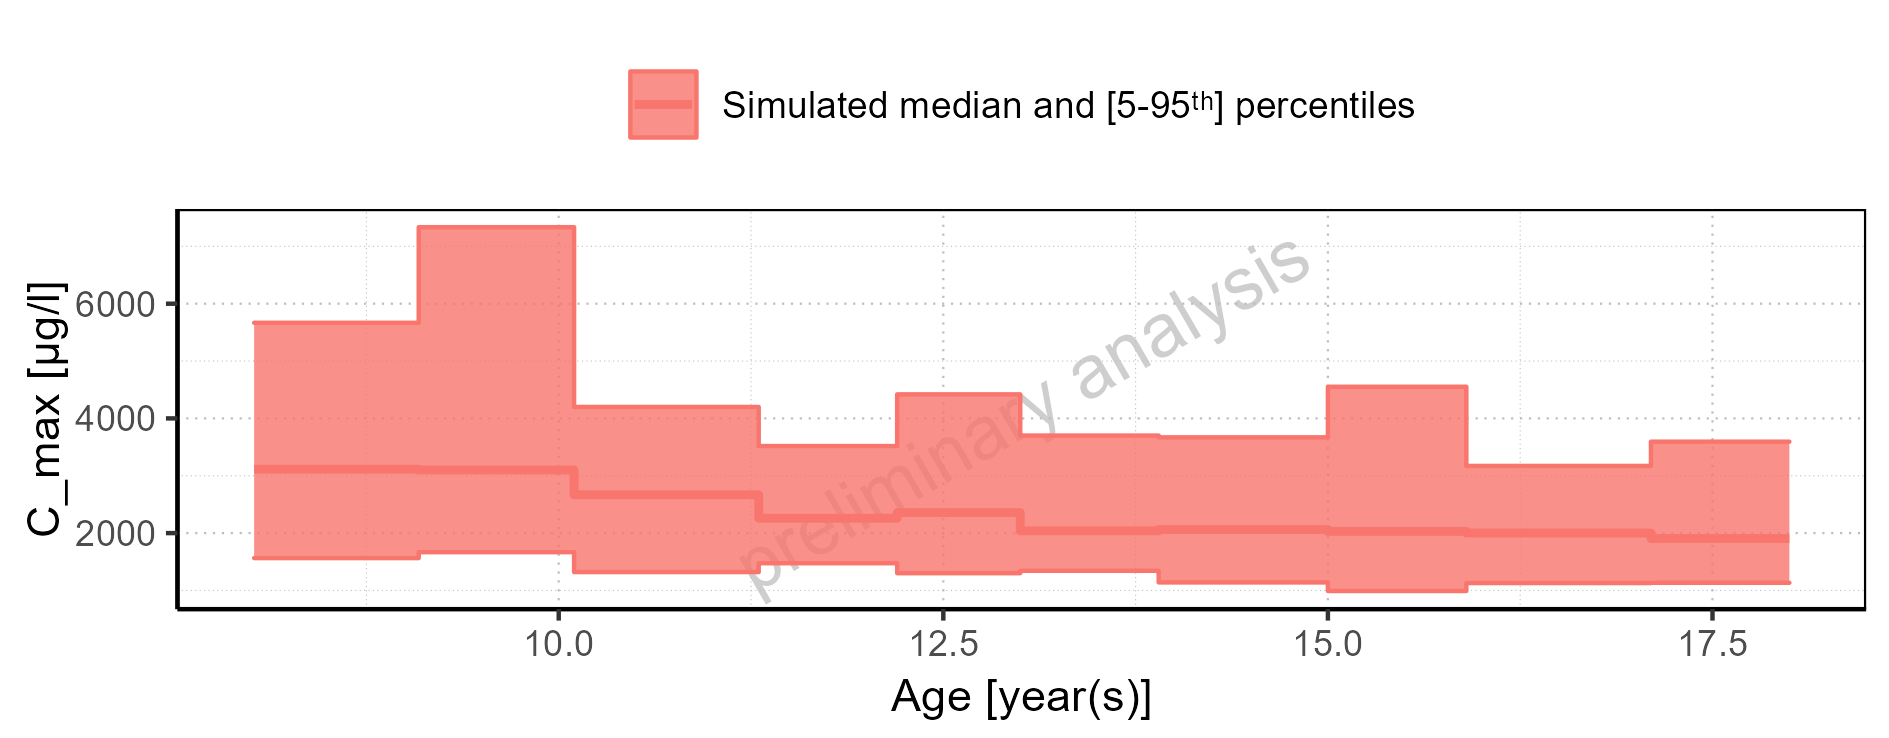 Simulated median and [5-95ᵗʰ] percentiles
C_max [µg/l]
6000
4000
2000
preliminary analysis
10.0
12.5
15.0
17.5
Age [year(s)]